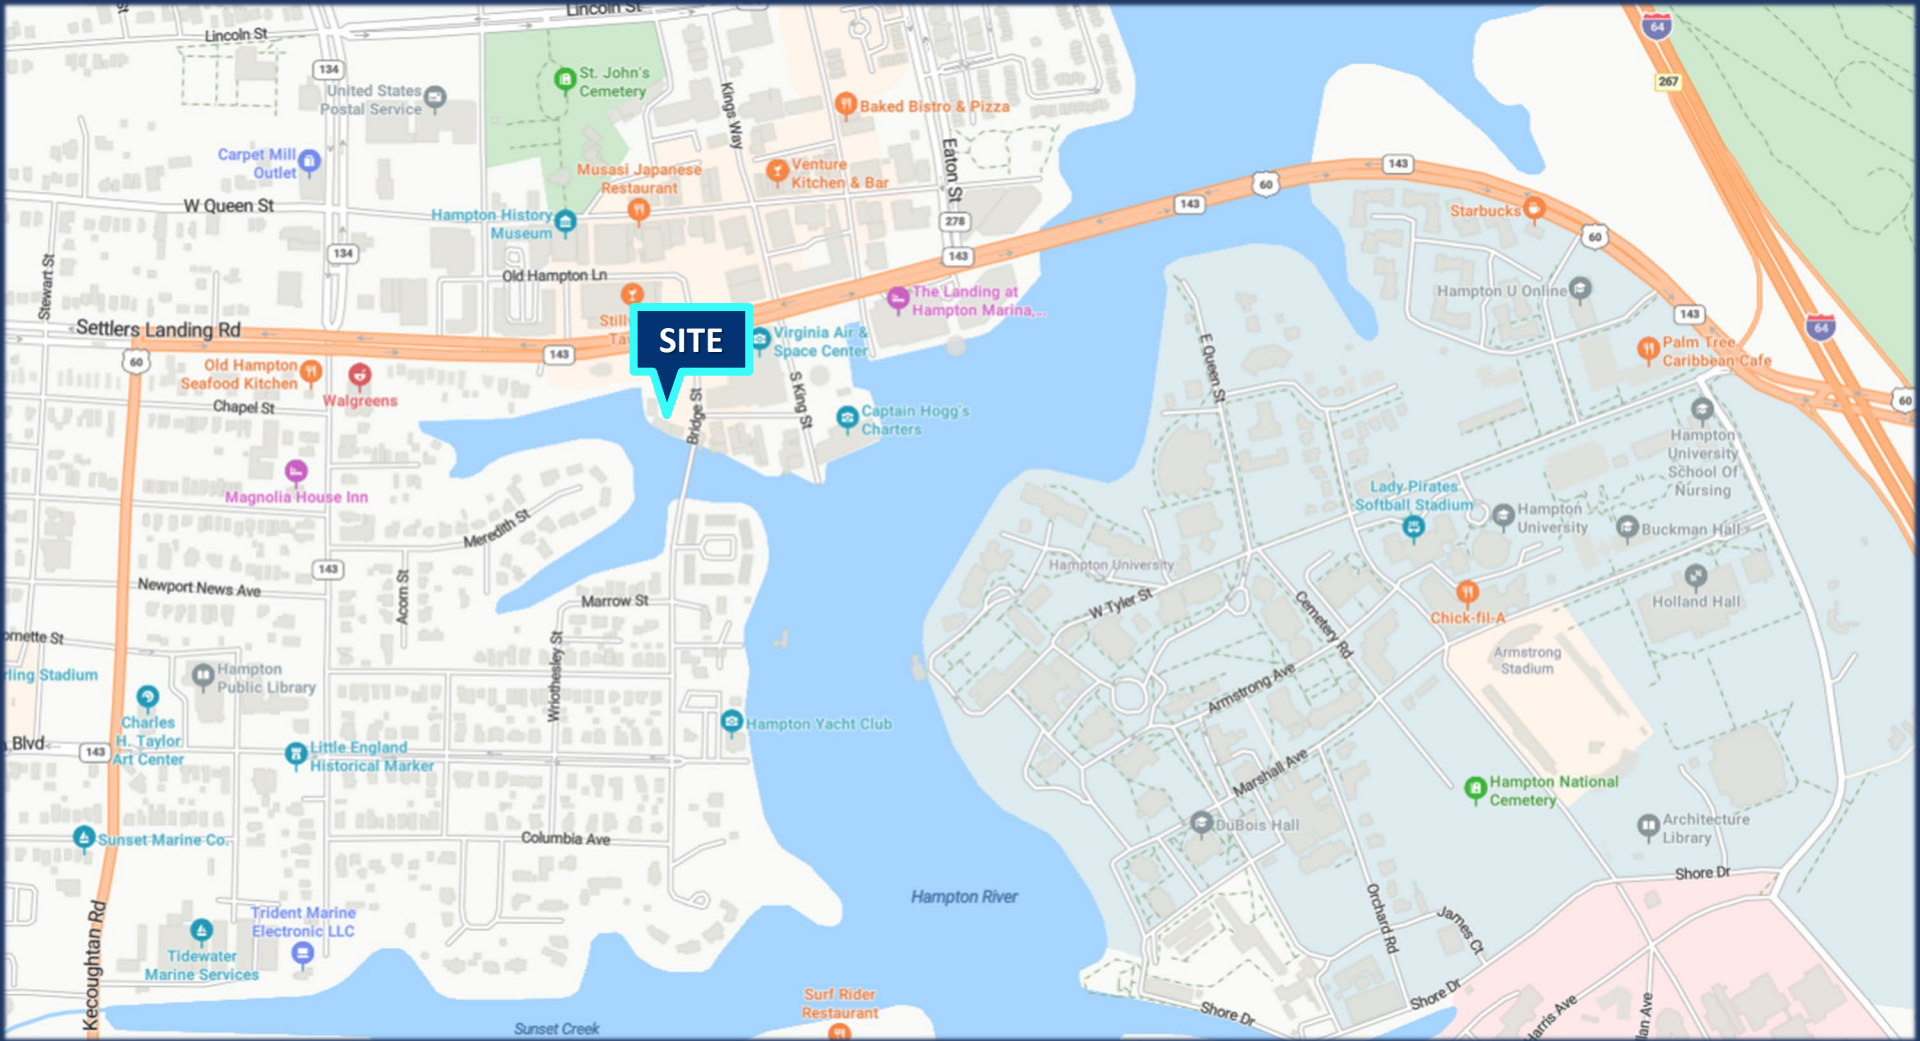 Lincoln St
Lincoln St
64
267
134
United States
Postal Service
St. John's
Cemetery
Kings Way
Baked Bistro & Pizza
Eaton St
Carpet Mill
Outlet
Musasi Japanese
Restaurant
Venture
Kitchen & Bar
143
60
143
W Queen St
Hampton History
Museum
278
Starbucks
60
134
143
Old Hampton Ln
Stewart St
The Landing at
Hampton Marina,...
Hampton U Online
143
64
Settlers Landing Rd
SITE
Virginia Air &
Space Center
60
143
Old Hampton
Seafood Kitchen
Walgreens
Chapel St
Palm Tree
Caribbean Cafe
60
E Queen St
S King St
Bridge St
Captain Hogg's
Charters
Hampton
University
School Of
Nursing
Magnolia House Inn
Lady Pirates
Softball Stadium
Hampton
University
Buckman Hall
Meredith St
143
Hampton University
Newport News Ave
Acorn St
Marrow St
W Tyler St
Cemetery Rd
Chick-fil-A
Holland Hall
ornette St
Hampton
Public Library
rling Stadium
Wriothesley St
Armstrong
Stadium
Armstrong Ave
Charles
H. Taylor
Art Center
Hampton Yacht Club
Blvd
143
Little England
Historical Marker
Marshall Ave
Hampton National
Cemetery
DuBois Hall
Architecture
Library
Sunset Marine Co.
Columbia Ave
Shore Dr
Hampton River
Kecoughtan Rd
Trident Marine
Electronic LLC
Orchard Rd
James Ct
Tidewater
Marine Services
Surf Rider
Restaurant
Shore Dr
Shore Dr
Harris Ave
Sunset Creek